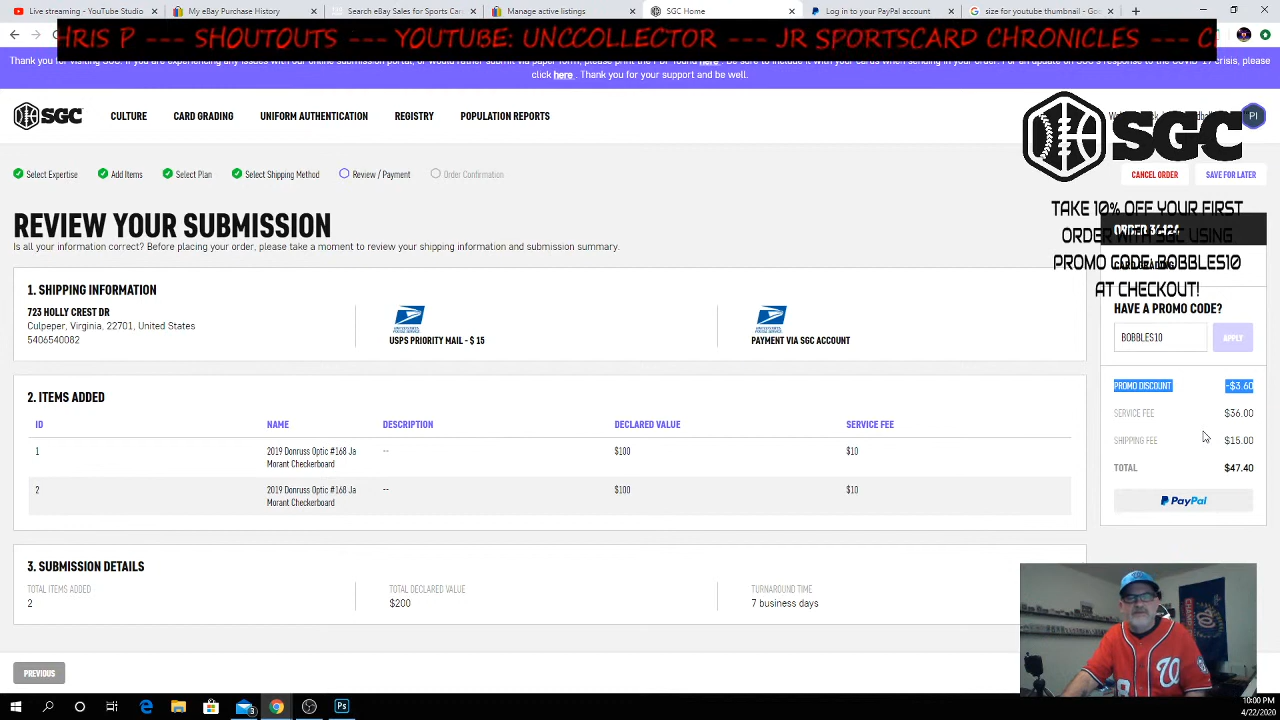 Live streaming - YouTube Studio
My eBay Purchase History
Search eBay Sales for Sports Car
Manage active listings
SGC Home
Log in to your PayPal account
size for youtube thumbnail - Goo
HRIS P --- SHOUTOUTS --- YOUTUBE: UNCCOLLECTOR --- JR SPORTSCARD CHRONICLES --- C
Thank you for visiting SGC. If you are experiencing any issues with our online submission portal, or would rather submit via paper form, please print the PDF found here. Be sure to include it with your cards when sending in your order. For an update on SGC's response to the COVID-19 crisis, please
click here. Thank you for your support and be well.
SGC
CULTURE
CARD GRADING
UNIFORM AUTHENTICATION
REGISTRY
POPULATION REPORTS
PI
SGC
Select Expertise
Add Items
Select Plan
Select Shipping Method
Review / Payment
Order Confirmation
CANCEL ORDER
SAVE FOR LATER
TAKE 10% OFF YOUR FIRST
ORDER WITH SGC USING
PROMO CODE: BOBBLES10
AT CHECKOUT!
REVIEW YOUR SUBMISSION
Is all your information correct? Before placing your order, please take a moment to review your shipping information and submission summary.
CARD GRADING
1. SHIPPING INFORMATION
723 HOLLY CREST DR
Culpeper, Virginia, 22701, United States
5406540082
USPS PRIORITY MAIL - $ 15
PAYMENT VIA SGC ACCOUNT
HAVE A PROMO CODE?
BOBBLES10
APPLY
PROMO DISCOUNT -$3.60
SERVICE FEE $36.00
SHIPPING FEE $15.00
TOTAL $47.40
PayPal
2. ITEMS ADDED
ID NAME DESCRIPTION DECLARED VALUE SERVICE FEE
1 2019 Donruss Optic #168 Ja -- $100 $10
Morant Checkerboard
2 2019 Donruss Optic #168 Ja -- $100 $10
Morant Checkerboard
3. SUBMISSION DETAILS
TOTAL ITEMS ADDED
2
TOTAL DECLARED VALUE
$200
TURNAROUND TIME
7 business days
PREVIOUS
W
10:00 PM
4/22/2020